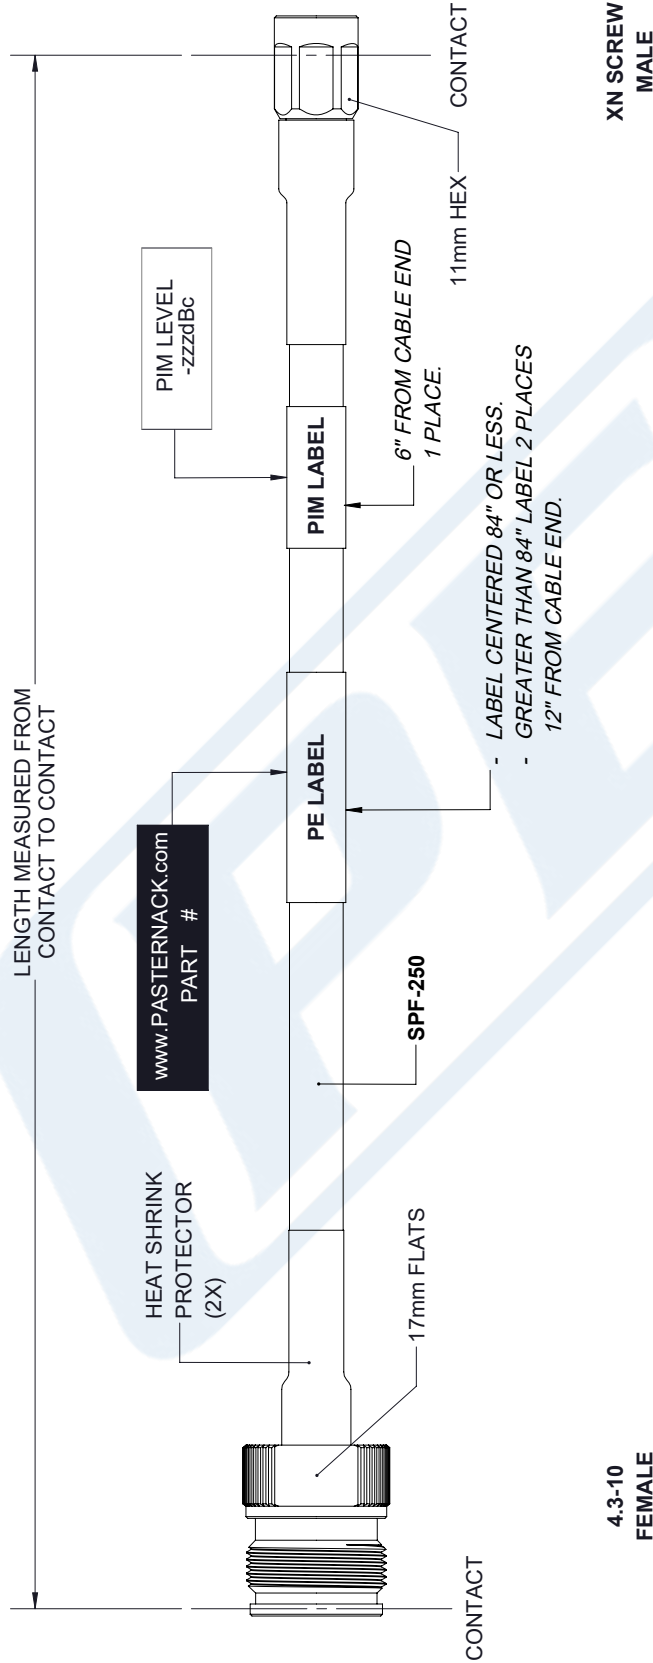 LENGTH MEASURED FROM
CONTACT TO CONTACT
HEAT SHRINK
PROTECTOR
(2X)
www.PASTERNACK.com
PART #
PIM LEVEL
-zzzdBc
PE LABEL
PIM LABEL
17mm FLATS
SPF-250
- LABEL CENTERED 84" OR LESS.
- GREATER THAN 84" LABEL 2 PLACES
12" FROM CABLE END.
6" FROM CABLE END
1 PLACE.
11mm HEX
CONTACT
CONTACT
4.3-10
FEMALE
XN SCREW
MALE
PE